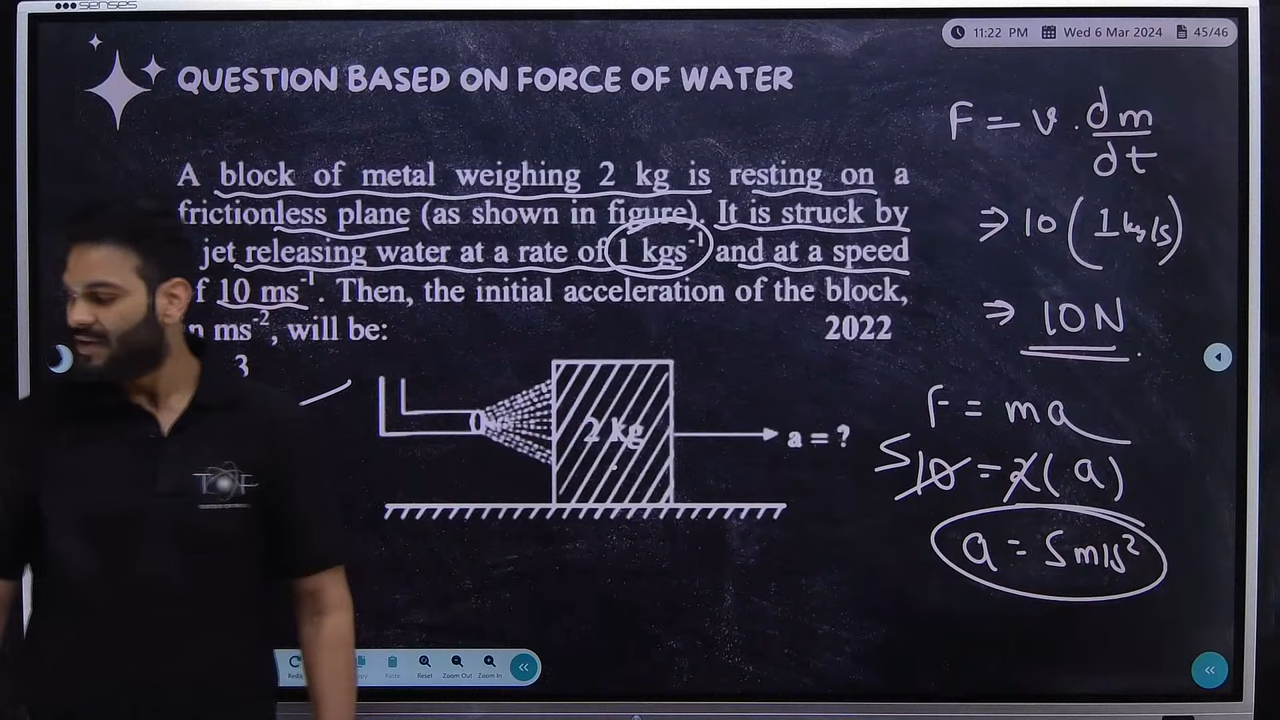 senses
11:22 PM Wed 6 Mar 2024 45/46
QUESTION BASED ON FORCE OF WATER
A block of metal weighing 2 kg is resting on a
frictionless plane (as shown in figure). It is struck by
jet releasing water at a rate of 1 kgs⁻¹ and at a speed
f 10 ms⁻¹. Then, the initial acceleration of the block,
n ms⁻², will be:
2022
3
2 kg
a = ?
F = v . dm/dt
⇒ 10 (1 kg/s)
⇒ 10 N
F = ma
5 10 = 2 (a)
a = 5 m/s²
TOF
Paste Reset Zoom Out Zoom In